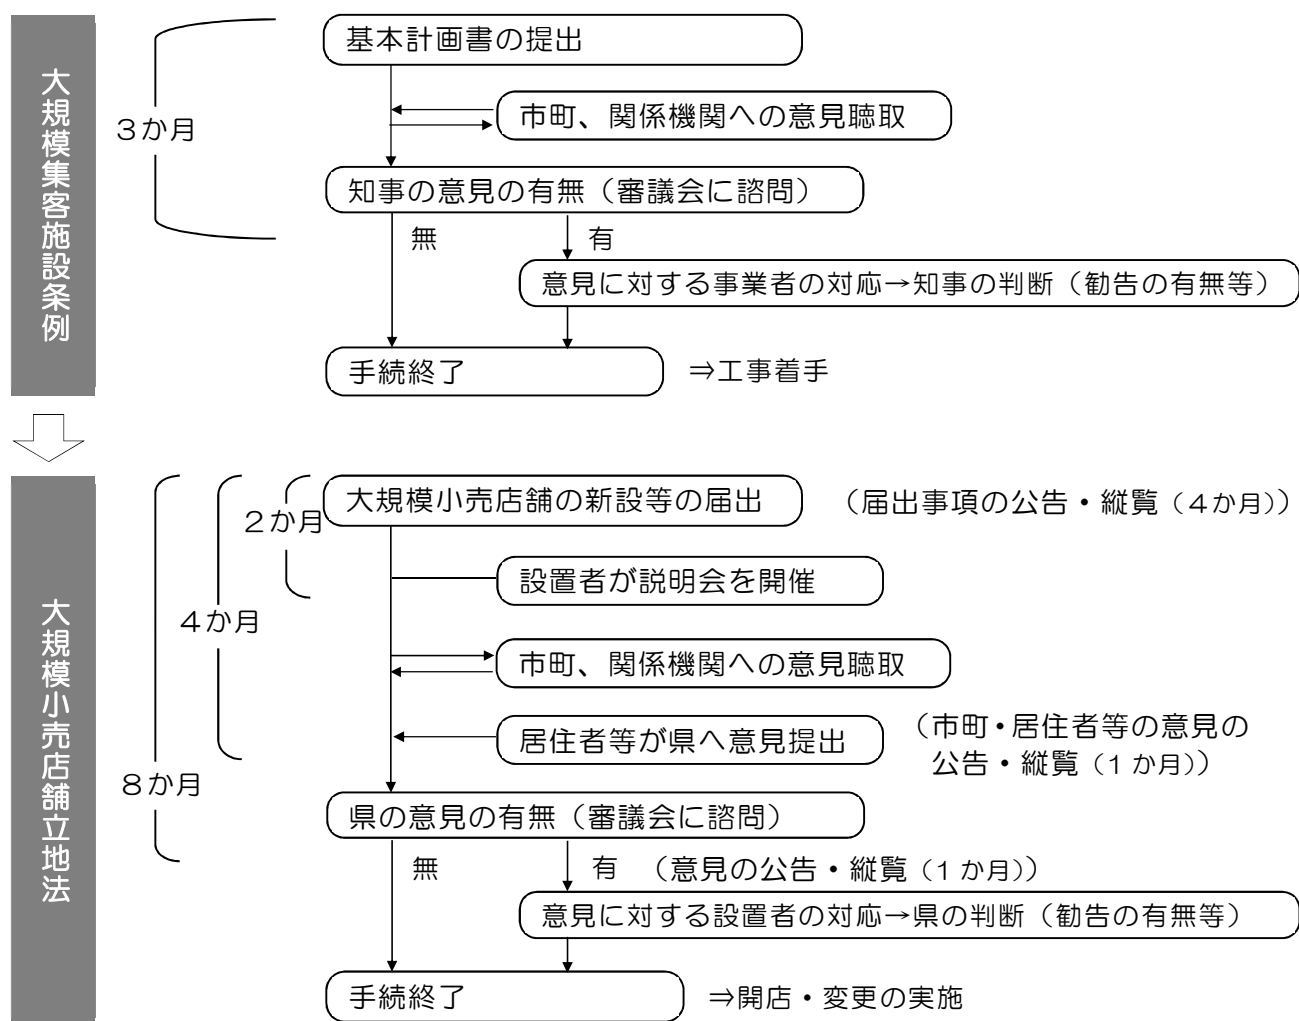 大規模集客施設条例
3か月
基本計画書の提出
市町、関係機関への意見聴取
知事の意見の有無（審議会に諮問）
無
有
意見に対する事業者の対応→知事の判断（勧告の有無等）
手続終了
⇒工事着手
大規模小売店舗立地法
8か月
4か月
2か月
大規模小売店舗の新設等の届出
（届出事項の公告・縦覧（4か月））
設置者が説明会を開催
市町、関係機関への意見聴取
居住者等が県へ意見提出
（市町・居住者等の意見の
公告・縦覧（1か月））
県の意見の有無（審議会に諮問）
無
有
（意見の公告・縦覧（1か月））
意見に対する設置者の対応→県の判断（勧告の有無等）
手続終了
⇒開店・変更の実施